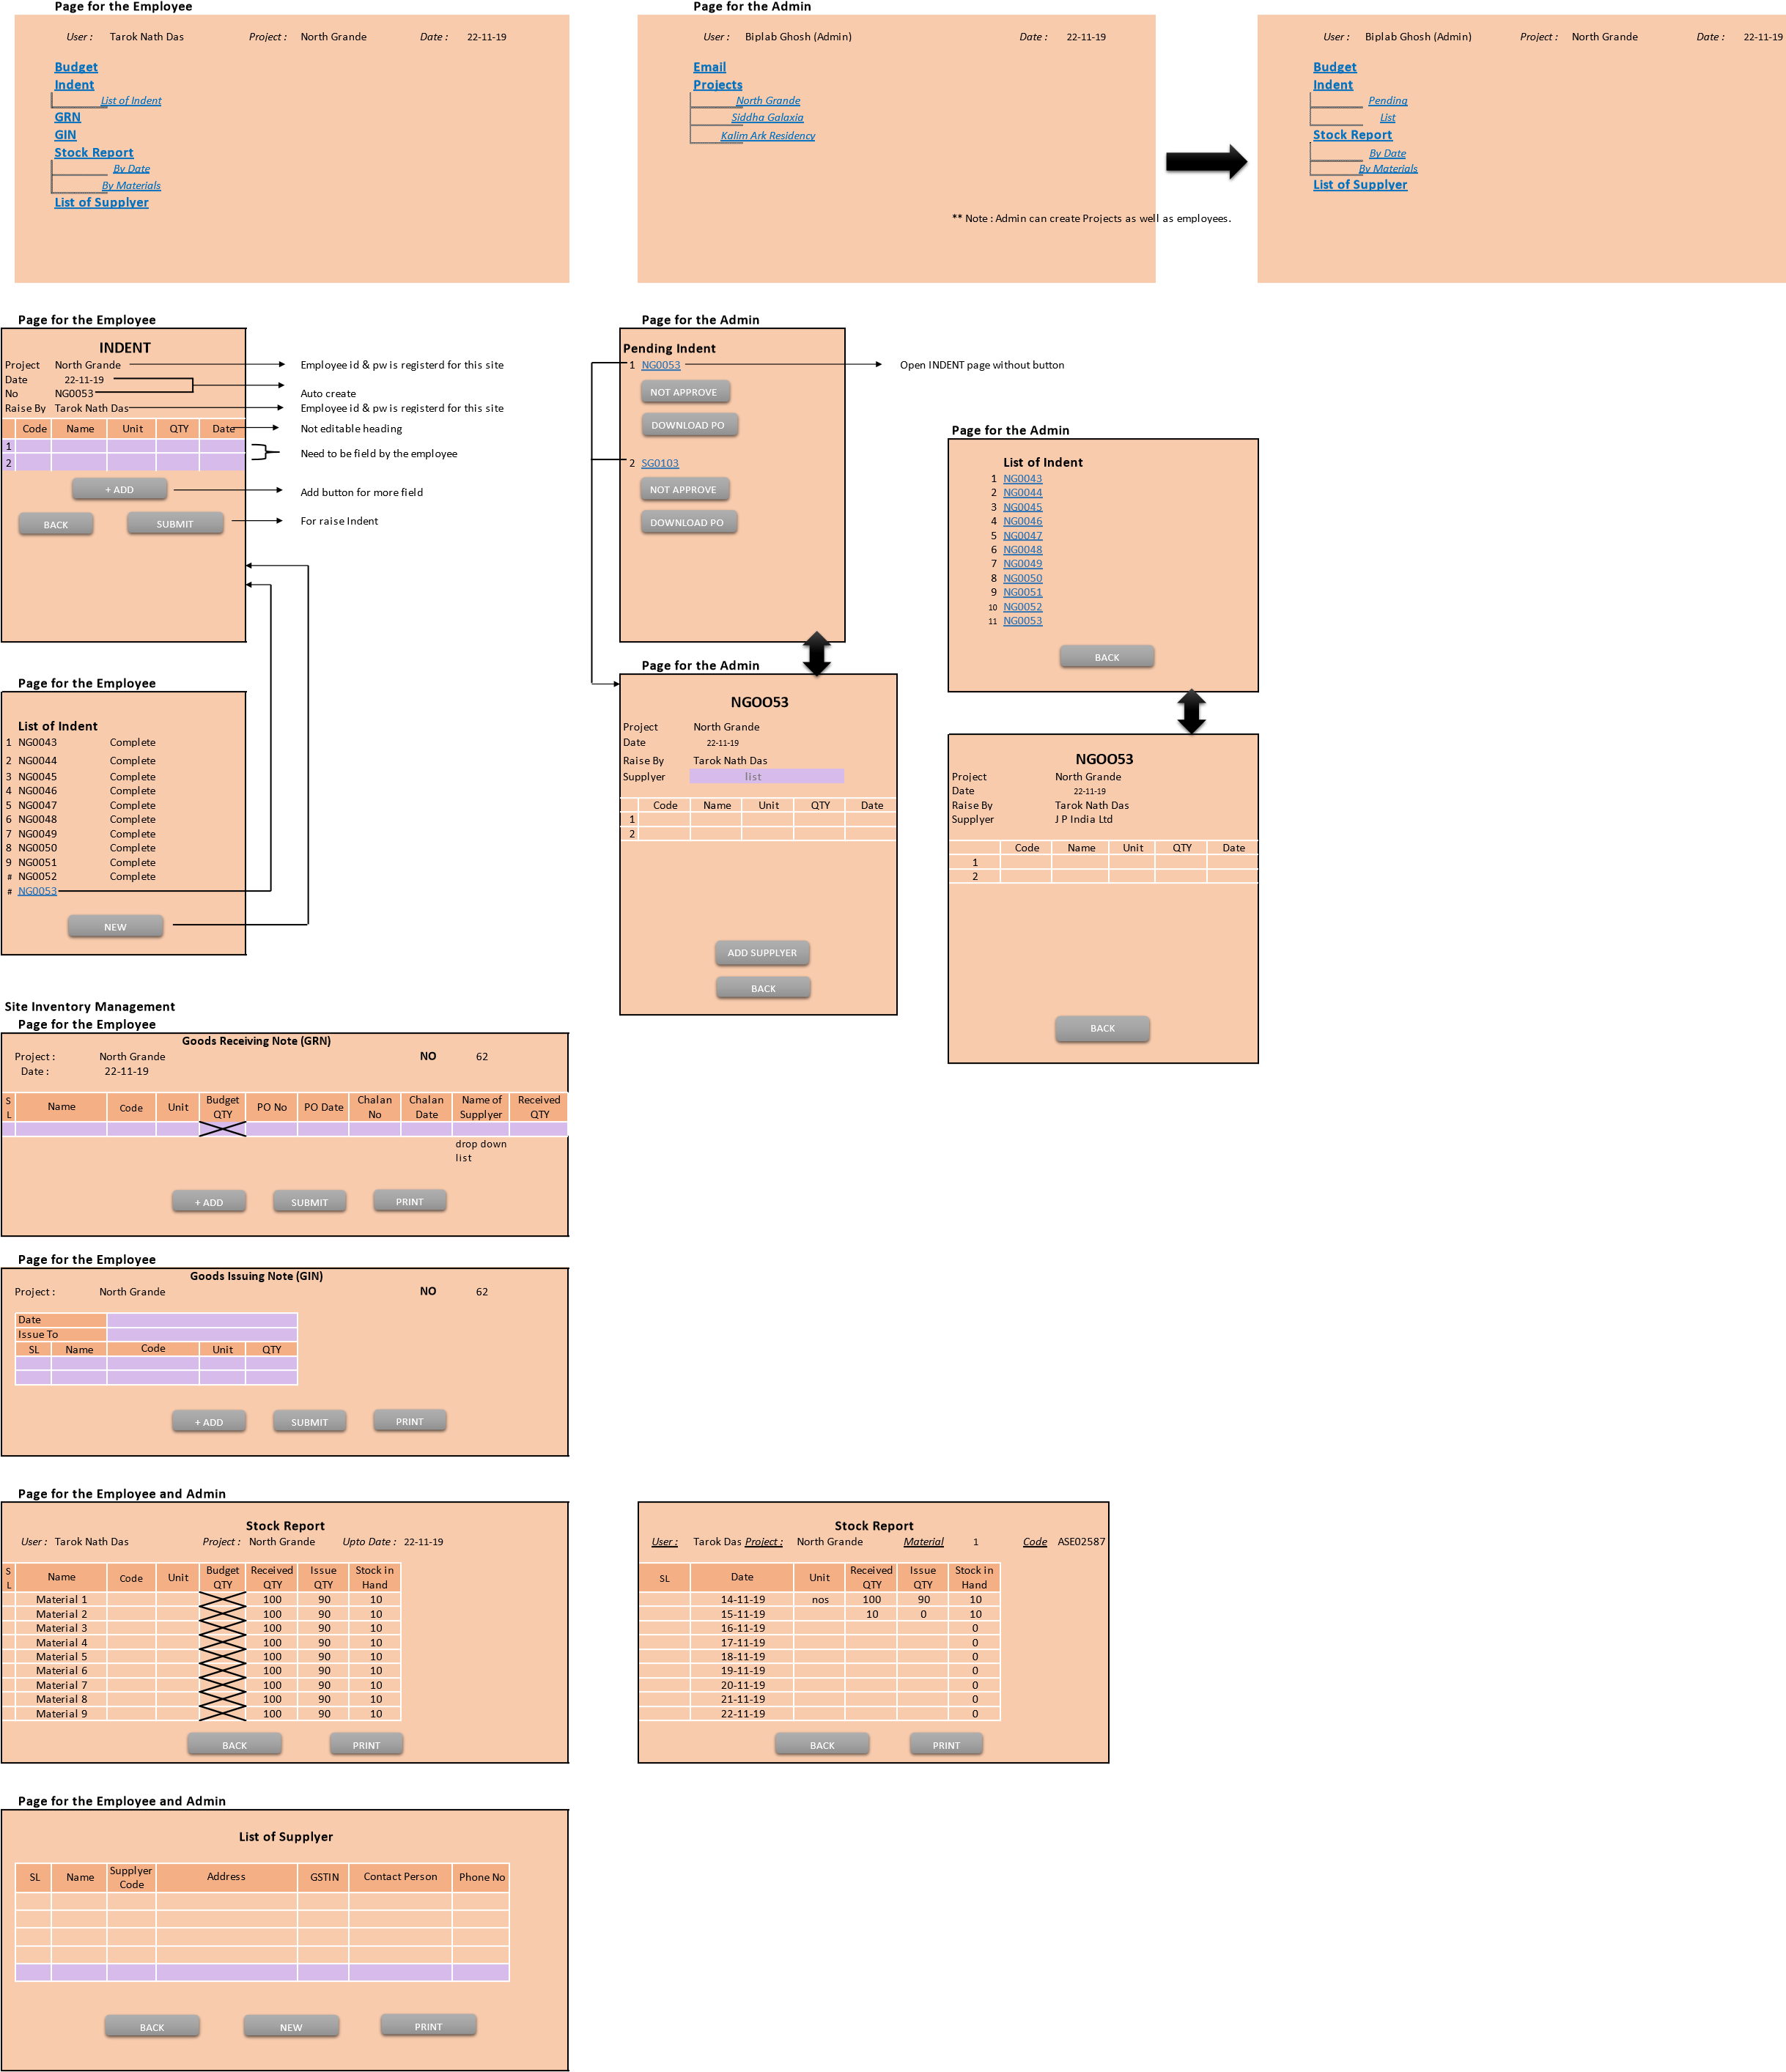 Page for the Employee
User : Tarok Nath Das Project : North Grande Date : 22-11-19
Budget
Indent
List of Indent
GRN
GIN
Stock Report
By Date
By Materials
List of Supplyer
Page for the Admin
User : Biplab Ghosh (Admin) Date : 22-11-19
Email
Projects
North Grande
Siddha Galaxia
Kalim Ark Residency
** Note : Admin can create Projects as well as employees.
User : Biplab Ghosh (Admin) Project : North Grande Date : 22-11-19
Budget
Indent
Pending
List
Stock Report
By Date
By Materials
List of Supplyer
Page for the Employee
INDENT
Project North Grande Employee id & pw is registerd for this site
Date 22-11-19
No NG0053 Auto create
Raise By Tarok Nath Das Employee id & pw is registerd for this site
Code Name Unit QTY Date Not editable heading
1
Need to be field by the employee
2
+ ADD Add button for more field
BACK SUBMIT For raise Indent
Page for the Employee
List of Indent
1 NG0043 Complete
2 NG0044 Complete
3 NG0045 Complete
4 NG0046 Complete
5 NG0047 Complete
6 NG0048 Complete
7 NG0049 Complete
8 NG0050 Complete
9 NG0051 Complete
# NG0052 Complete
# NG0053
NEW
Page for the Admin
Pending Indent
1 NG0053 Open INDENT page without button
NOT APPROVE
DOWNLOAD PO
2 SG0103
NOT APPROVE
DOWNLOAD PO
Page for the Admin
NGOO53
Project North Grande
Date 22-11-19
Raise By Tarok Nath Das
Supplyer list
Code Name Unit QTY Date
1
2
ADD SUPPLYER
BACK
Page for the Admin
List of Indent
1 NG0043
2 NG0044
3 NG0045
4 NG0046
5 NG0047
6 NG0048
7 NG0049
8 NG0050
9 NG0051
10 NG0052
11 NG0053
BACK
NGOO53
Project North Grande
Date 22-11-19
Raise By Tarok Nath Das
Supplyer J P India Ltd
Code Name Unit QTY Date
1
2
BACK
Site Inventory Management
Page for the Employee
Goods Receiving Note (GRN)
Project : North Grande NO 62
Date : 22-11-19
S Budget Chalan Chalan Name of Received
Name Code Unit PO No PO Date
L QTY No Date Supplyer QTY
drop down
list
+ ADD SUBMIT PRINT
Page for the Employee
Goods Issuing Note (GIN)
Project : North Grande NO 62
Date
Issue To
SL Name Code Unit QTY
+ ADD SUBMIT PRINT
Page for the Employee and Admin
Stock Report
User : Tarok Nath Das Project : North Grande Upto Date : 22-11-19
S Budget Received Issue Stock in
Name Code Unit
L QTY QTY QTY Hand
Material 1 100 90 10
Material 2 100 90 10
Material 3 100 90 10
Material 4 100 90 10
Material 5 100 90 10
Material 6 100 90 10
Material 7 100 90 10
Material 8 100 90 10
Material 9 100 90 10
BACK PRINT
Stock Report
User : Tarok Das Project : North Grande Material 1 Code ASE02587
Received Issue Stock in
SL Date Unit
QTY QTY Hand
14-11-19 nos 100 90 10
15-11-19 10 0 10
16-11-19 0
17-11-19 0
18-11-19 0
19-11-19 0
20-11-19 0
21-11-19 0
22-11-19 0
BACK PRINT
Page for the Employee and Admin
List of Supplyer
Supplyer
SL Name Address GSTIN Contact Person Phone No
Code
BACK NEW PRINT